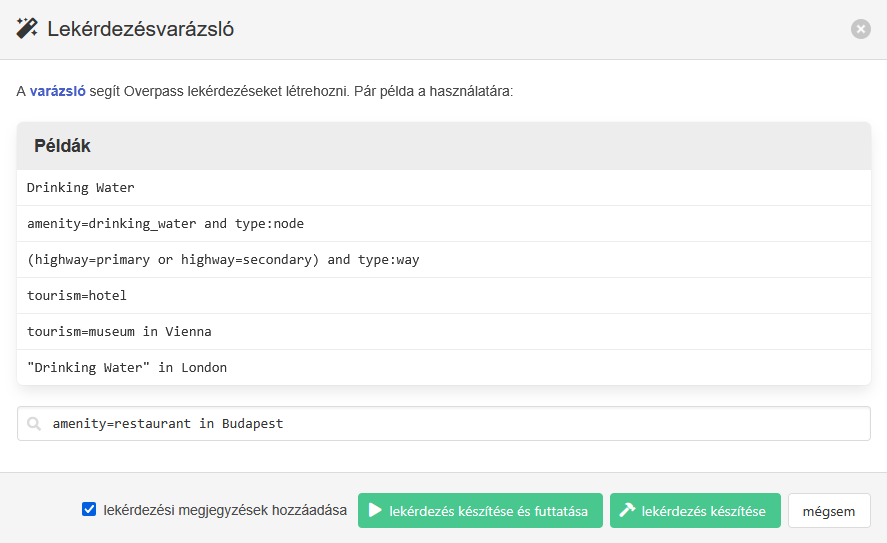 Lekérdezésvarázsló
A varázsló segít Overpass lekérdezéseket létrehozni. Pár példa a használatára:
Példák
Drinking Water
amenity=drinking_water and type:node
(highway=primary or highway=secondary) and type:way
tourism=hotel
tourism=museum in Vienna
"Drinking Water" in London
amenity=restaurant in Budapest
lekérdezési megjegyzések hozzáadása lekérdezés készítése és futtatása lekérdezés készítése mégsem